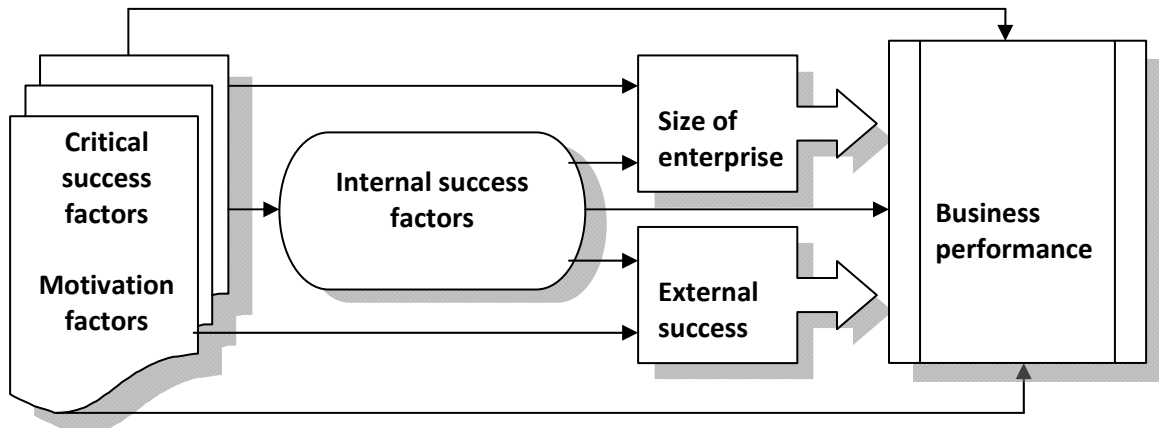 Critical
success
factors
Motivation
factors
Internal success
factors
Size of
enterprise
External
success
Business
performance